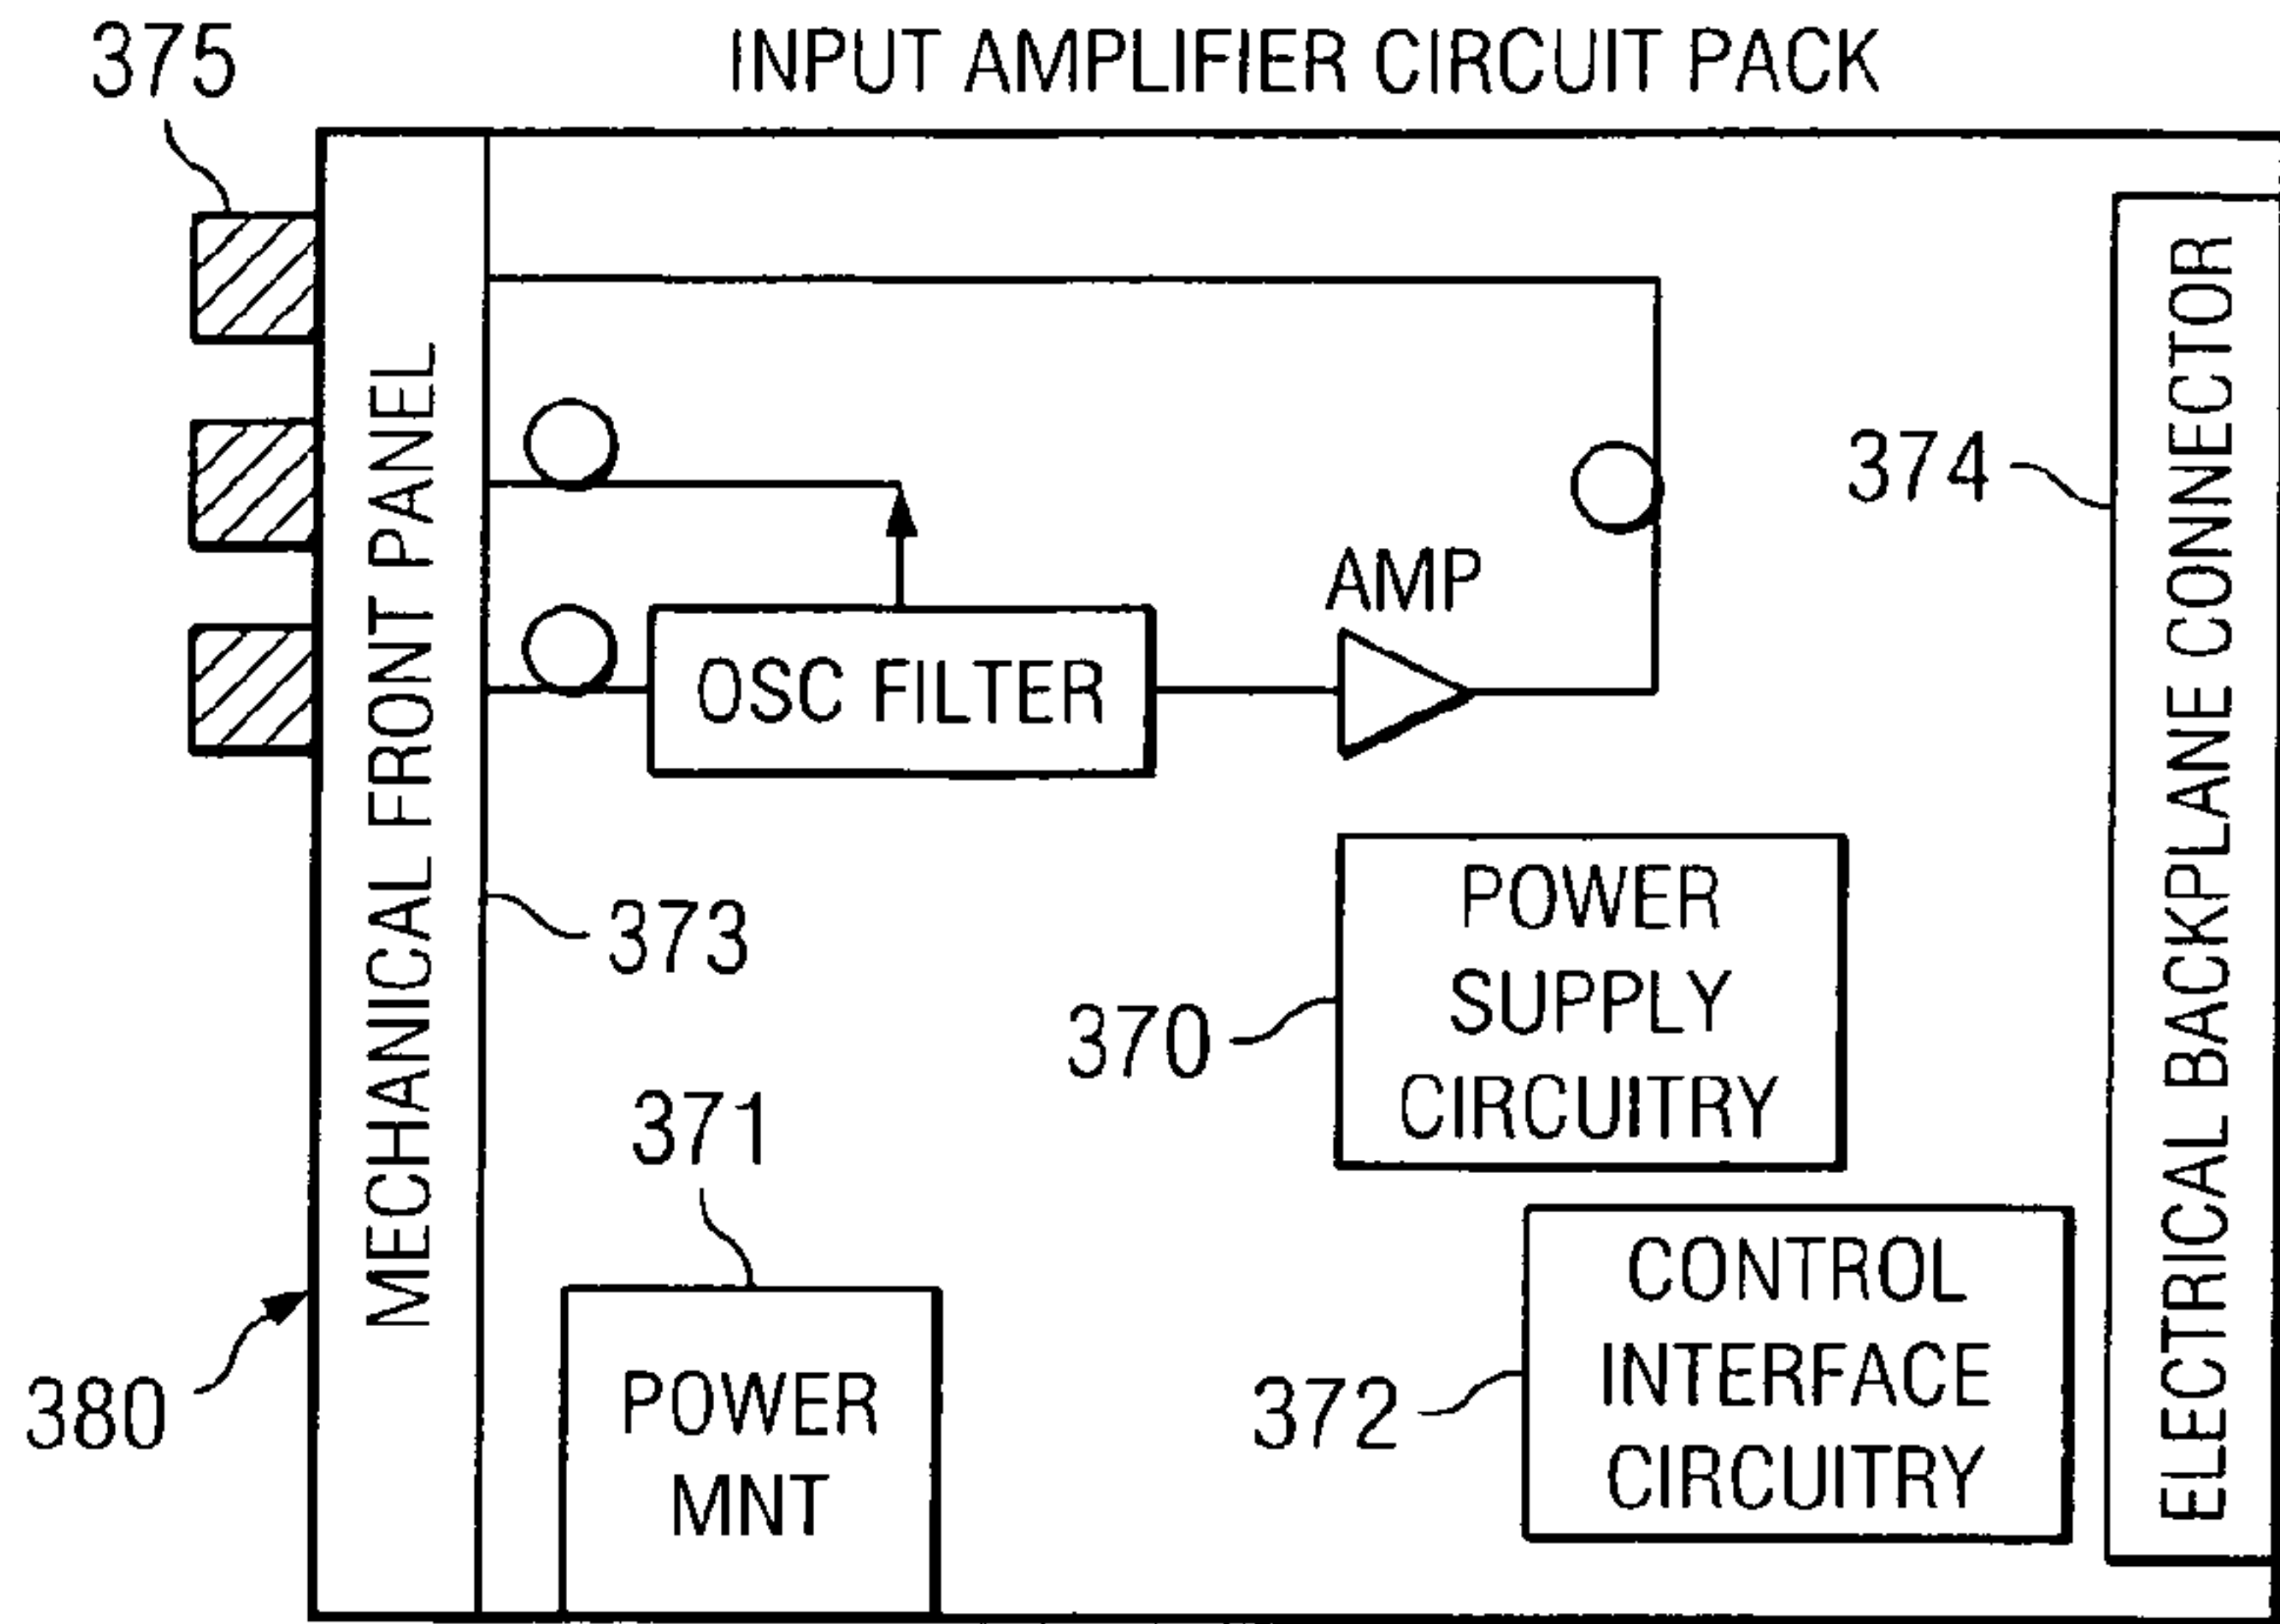 375
INPUT AMPLIFIER CIRCUIT PACK
MECHANICAL FRONT PANEL
374
AMP
OSC FILTER
ELECTRICAL BACKPLANE CONNECTOR
373
POWER
SUPPLY
CIRCUITRY
370
371
CONTROL
INTERFACE
CIRCUITRY
372
380
POWER
MNT